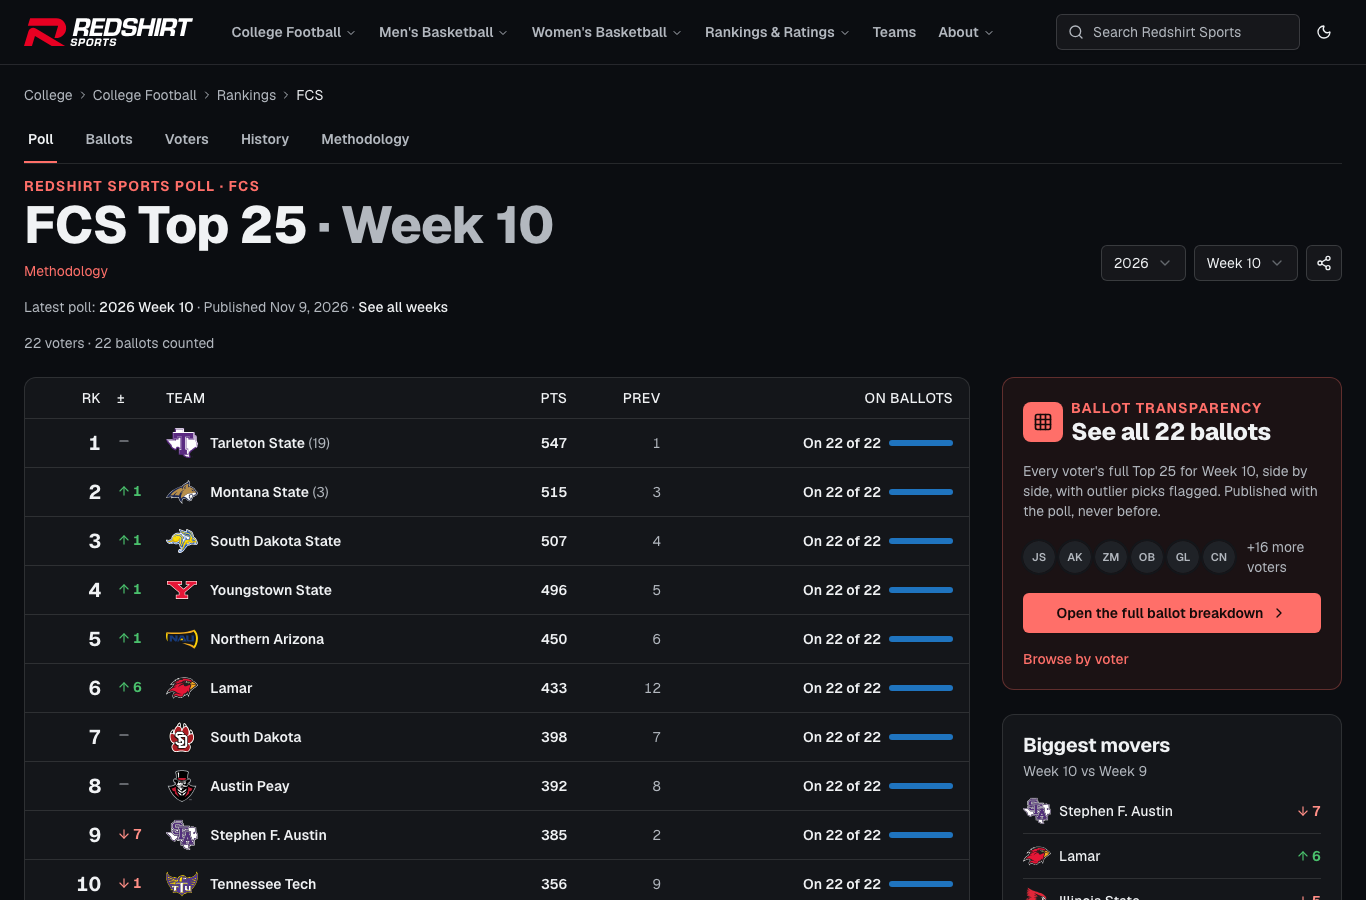 REDSHIRT
SPORTS
College Football
Men's Basketball
Women's Basketball
Rankings & Ratings
Teams
About
Search Redshirt Sports
College
College Football
Rankings
FCS
Poll
Ballots
Voters
History
Methodology
REDSHIRT SPORTS POLL · FCS
FCS Top 25 · Week 10
Methodology
2026
Week 10
Latest poll: 2026 Week 10 · Published Nov 9, 2026 · See all weeks
22 voters · 22 ballots counted
RK ± TEAM PTS PREV ON BALLOTS
1 — Tarleton State (19) 547 1 On 22 of 22
2 ↑ 1 Montana State (3) 515 3 On 22 of 22
3 ↑ 1 South Dakota State 507 4 On 22 of 22
4 ↑ 1 Youngstown State 496 5 On 22 of 22
5 ↑ 1 NAU Northern Arizona 450 6 On 22 of 22
6 ↑ 6 Lamar 433 12 On 22 of 22
7 — South Dakota 398 7 On 22 of 22
8 — Austin Peay 392 8 On 22 of 22
9 ↓ 7 Stephen F. Austin 385 2 On 22 of 22
10 ↓ 1 Tennessee Tech 356 9 On 22 of 22
BALLOT TRANSPARENCY
See all 22 ballots
Every voter's full Top 25 for Week 10, side by
side, with outlier picks flagged. Published with
the poll, never before.
JS AK ZM OB GL CN +16 more
voters
Open the full ballot breakdown
Browse by voter
Biggest movers
Week 10 vs Week 9
Stephen F. Austin ↓ 7
Lamar ↑ 6
Illinois State ↓ 5